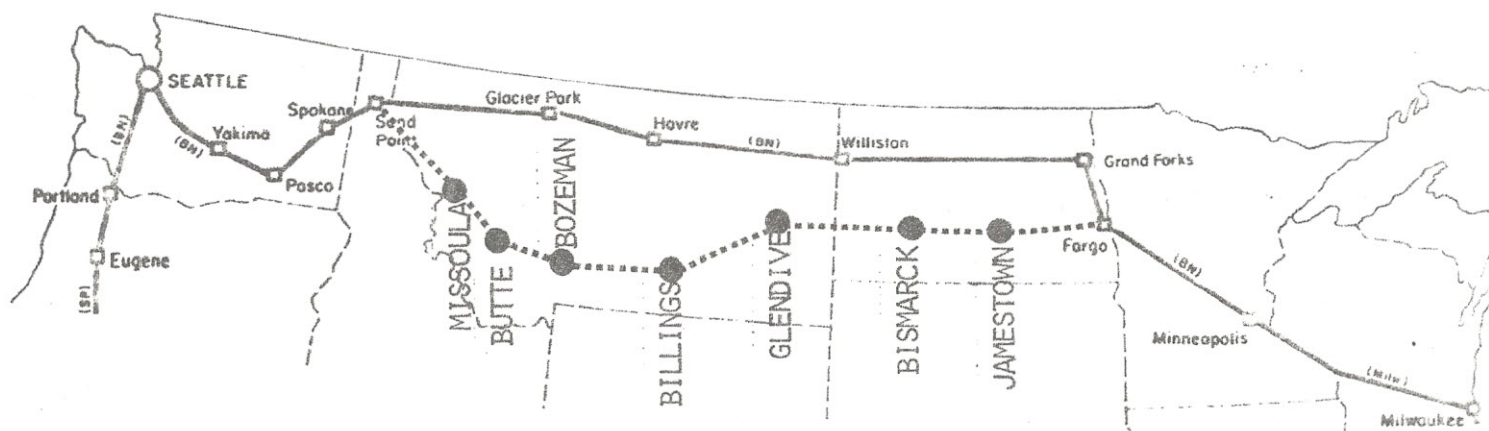 SEATTLE
(BN)
(BN)
Yakima
Pasco
Spokane
Sand
Point
Portland
Eugene
(SP)
Glacier Park
Havre
(BN)
Williston
Grand Forks
Fargo
(BN)
Minneapolis
(Milw)
Milwaukee
MISSOULA
BUTTE
BOZEMAN
BILLINGS
GLENDIVE
BISMARCK
JAMESTOWN